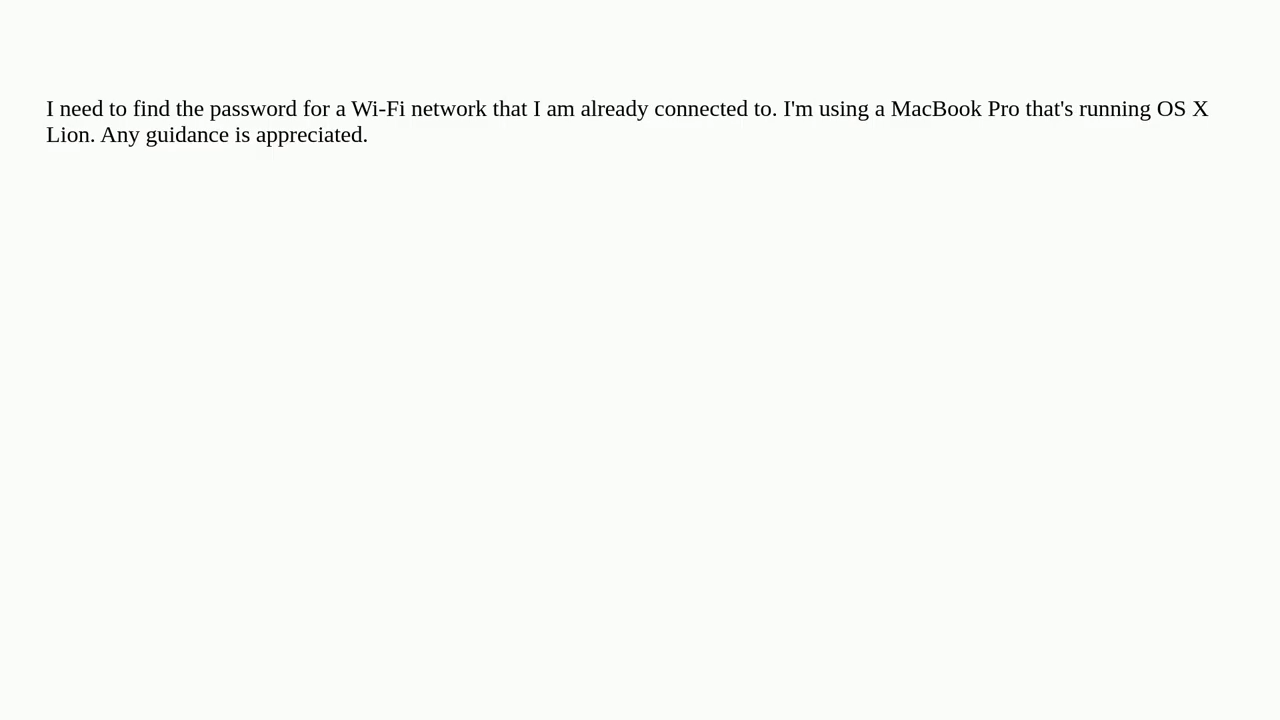 I need to find the password for a Wi-Fi network that I am already connected to. I'm using a MacBook Pro that's running OS X
Lion. Any guidance is appreciated.